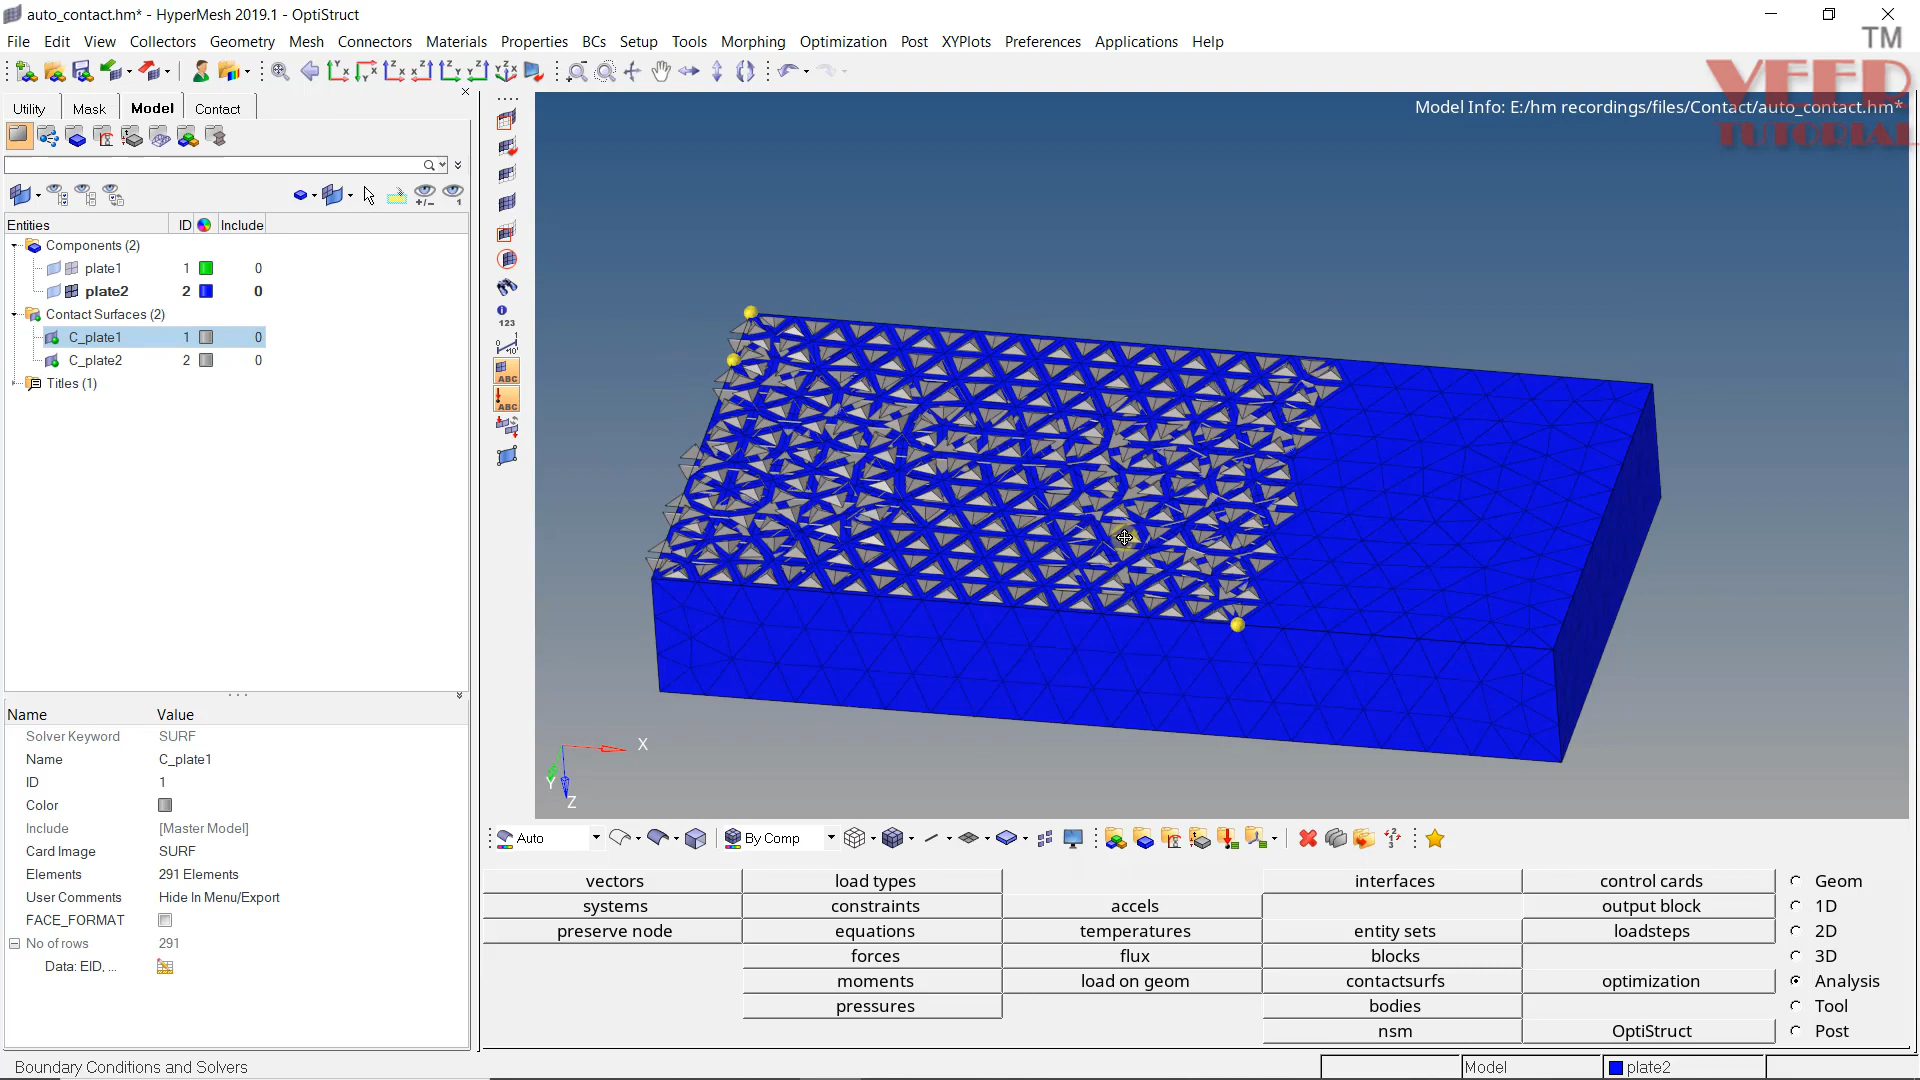 auto_contact.hm* - HyperMesh 2019.1 - OptiStruct
File Edit View Collectors Geometry Mesh Connectors Materials Properties BCs Setup Tools Morphing Optimization Post XYPlots Preferences Applications Help
TM
VEED
TUTORIAL
Utility Mask Model Contact
Model Info: E:/hm recordings/files/Contact/auto_contact.hm*
Entities ID Include
Components (2)
plate1 1 0
plate2 2 0
Contact Surfaces (2)
C_plate1 1 0
C_plate2 2 0
Titles (1)
123
ABC
ABC
X
Y
Z
Name Value
Solver Keyword SURF
Name C_plate1
ID 1
Color
Include [Master Model]
Card Image SURF
Elements 291 Elements
User Comments Hide In Menu/Export
FACE_FORMAT
No of rows 291
Data: EID, ...
Auto By Comp
vectors load types interfaces control cards Geom
systems constraints accels output block 1D
preserve node equations temperatures entity sets loadsteps 2D
forces flux blocks 3D
moments load on geom contactsurfs optimization Analysis
pressures bodies Tool
nsm OptiStruct Post
Boundary Conditions and Solvers Model plate2